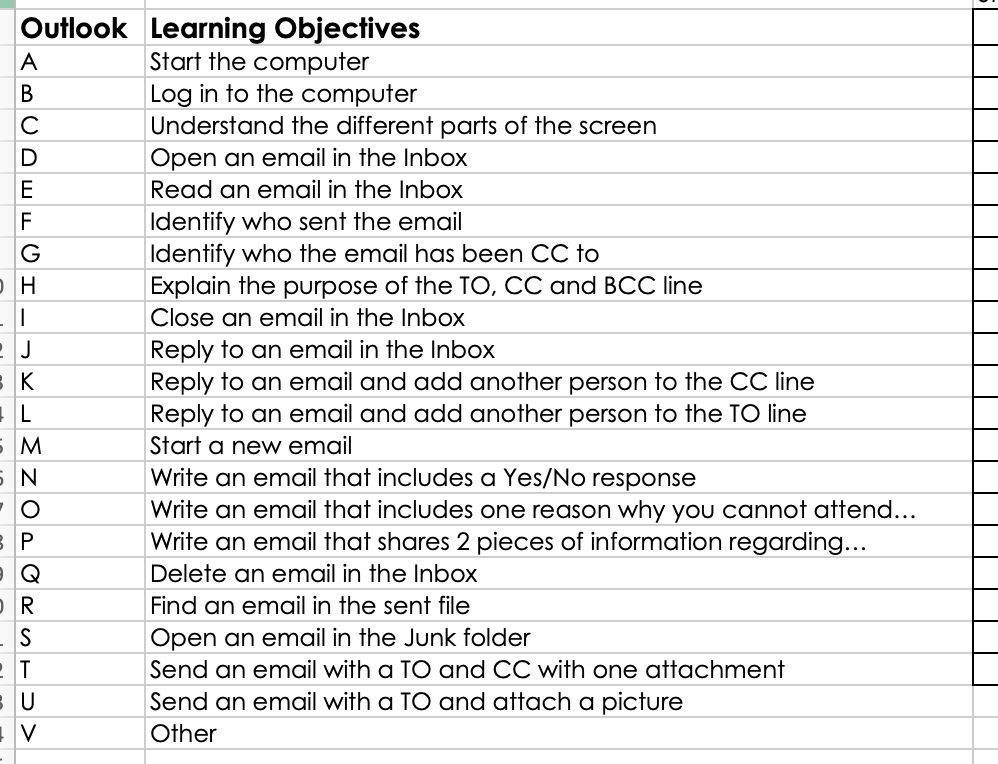 Outlook Learning Objectives
A Start the computer
B Log in to the computer
C Understand the different parts of the screen
D Open an email in the Inbox
E Read an email in the Inbox
F Identify who sent the email
G Identify who the email has been CC to
H Explain the purpose of the TO, CC and BCC line
I Close an email in the Inbox
J Reply to an email in the Inbox
K Reply to an email and add another person to the CC line
L Reply to an email and add another person to the TO line
M Start a new email
N Write an email that includes a Yes/No response
O Write an email that includes one reason why you cannot attend…
P Write an email that shares 2 pieces of information regarding…
Q Delete an email in the Inbox
R Find an email in the sent file
S Open an email in the Junk folder
T Send an email with a TO and CC with one attachment
U Send an email with a TO and attach a picture
V Other